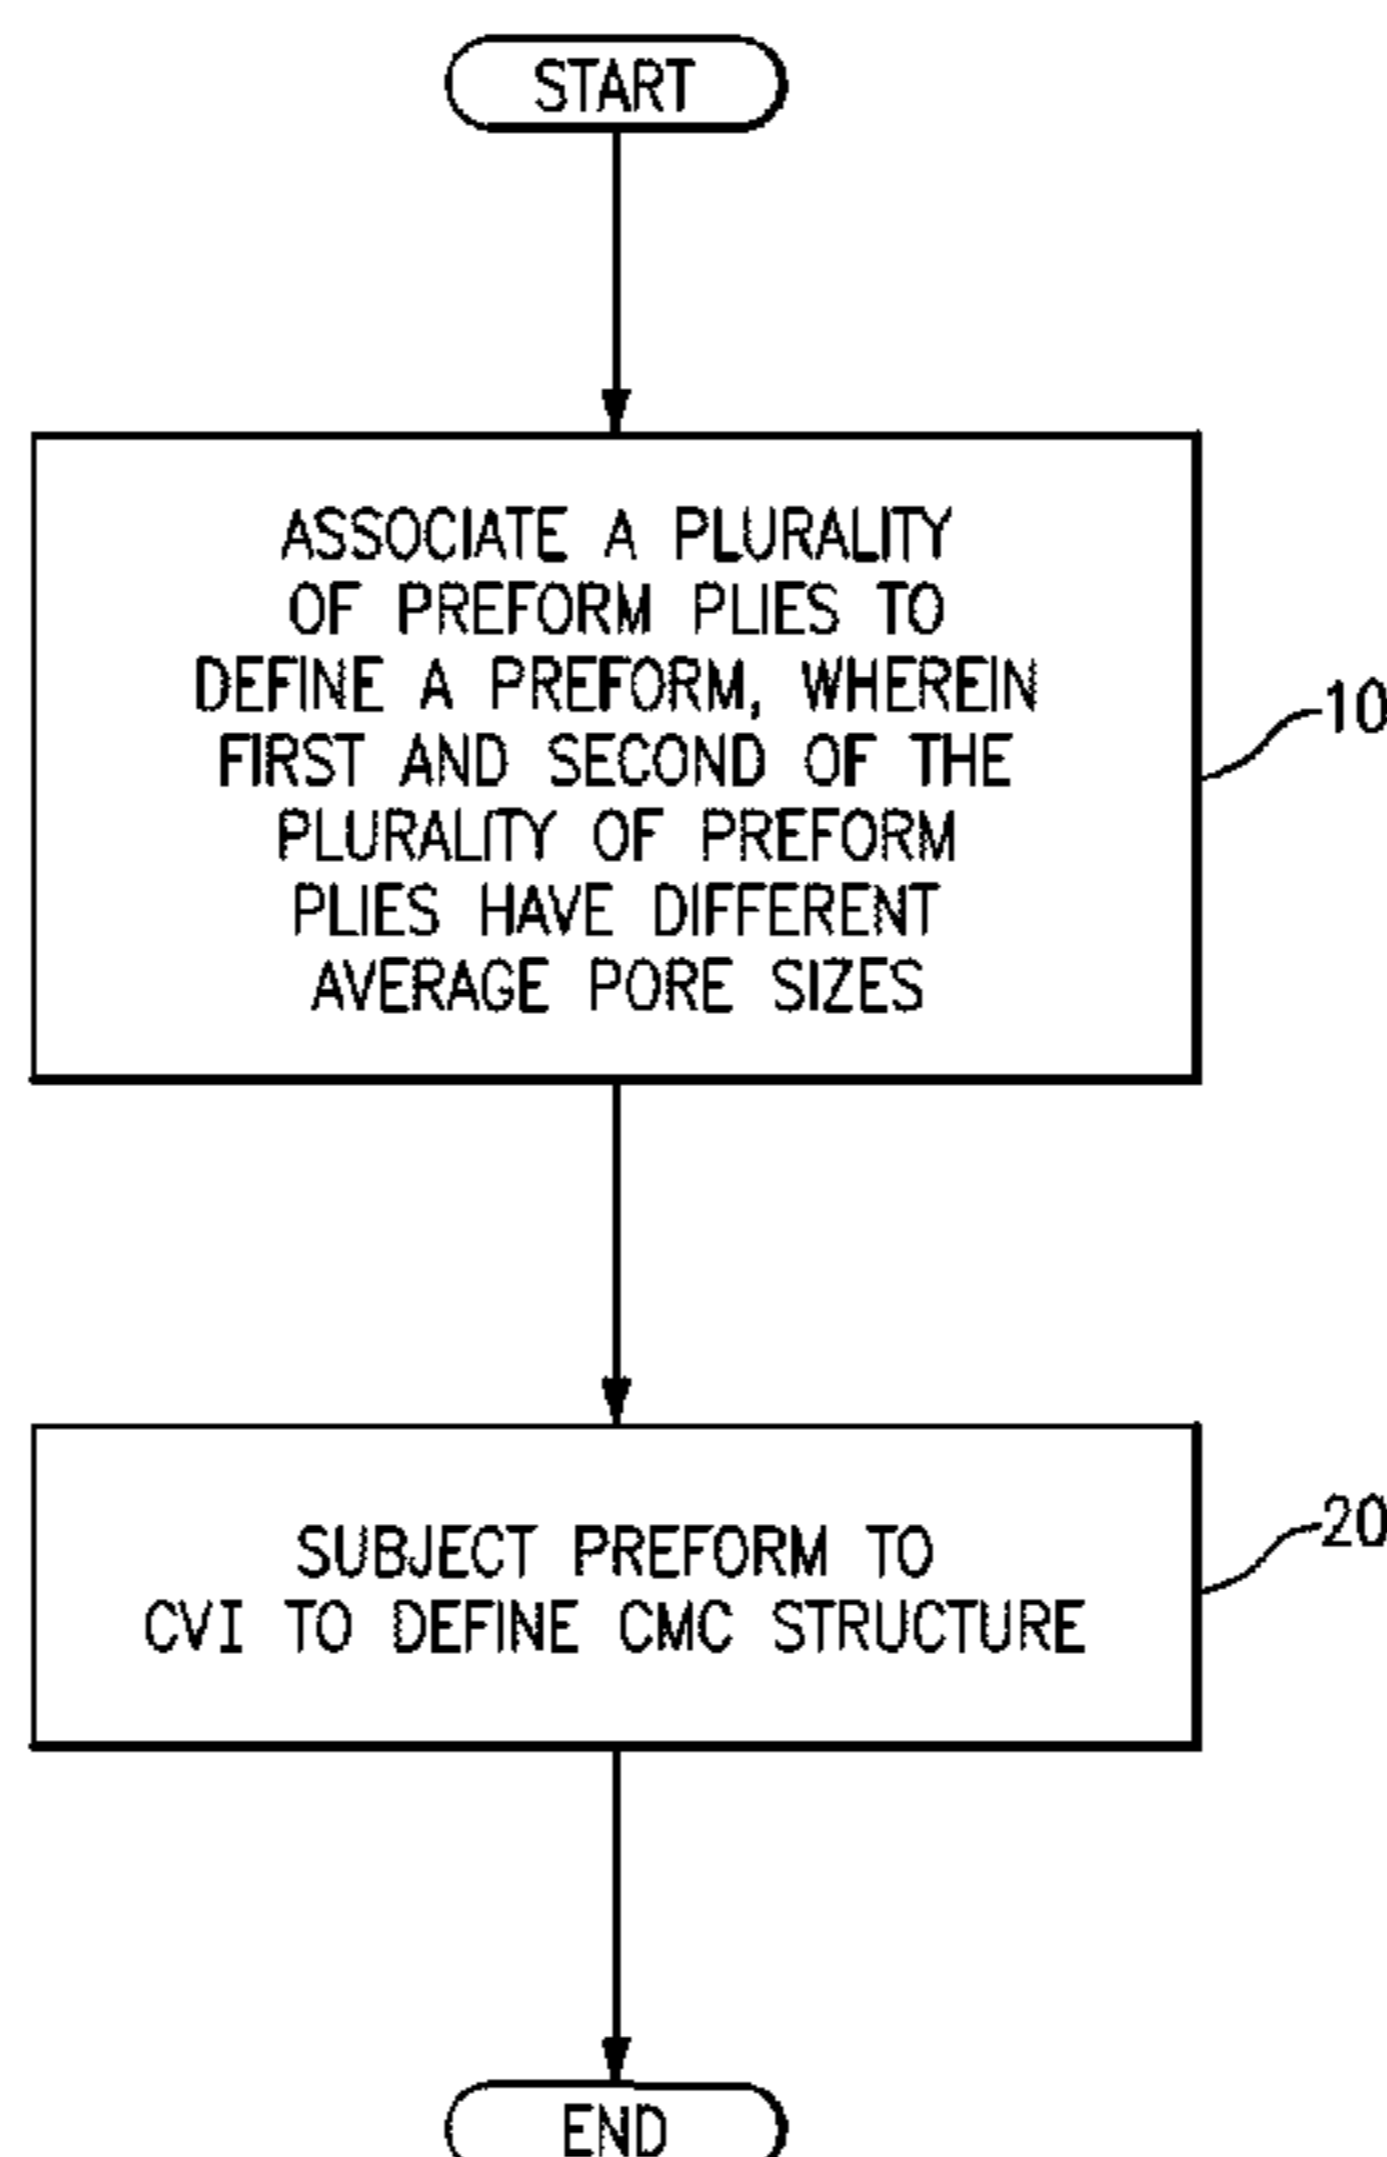 START
ASSOCIATE A PLURALITY
OF PREFORM PLIES TO
DEFINE A PREFORM, WHEREIN
FIRST AND SECOND OF THE
PLURALITY OF PREFORM
PLIES HAVE DIFFERENT
AVERAGE PORE SIZES
10
SUBJECT PREFORM TO
CVI TO DEFINE CMC STRUCTURE
20
END